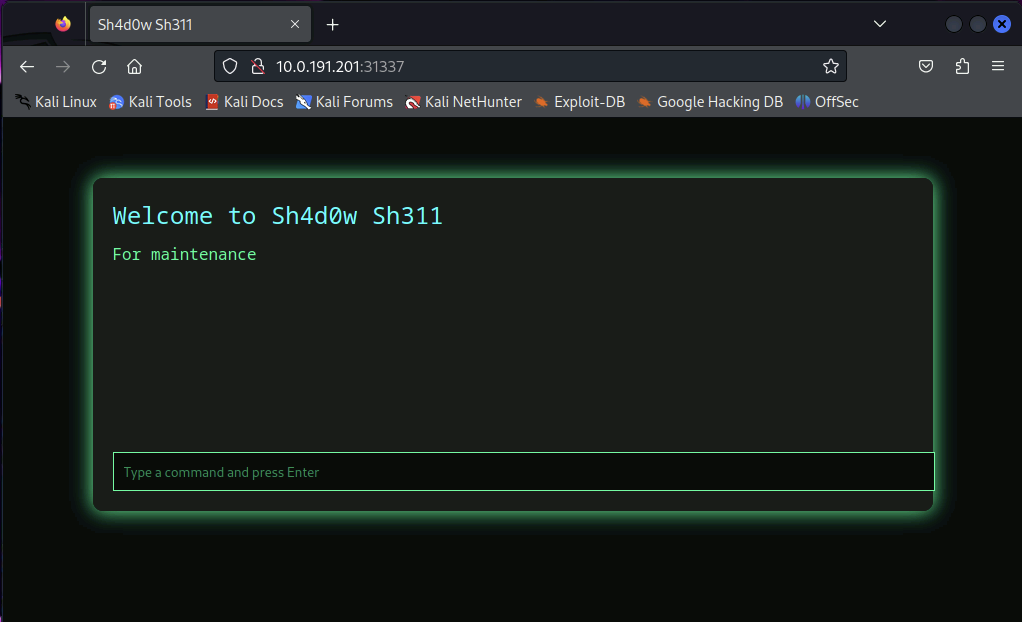 Sh4d0w Sh311
10.0.191.201:31337
Kali Linux Kali Tools Kali Docs Kali Forums Kali NetHunter Exploit-DB Google Hacking DB OffSec
Welcome to Sh4d0w Sh311
For maintenance
Type a command and press Enter